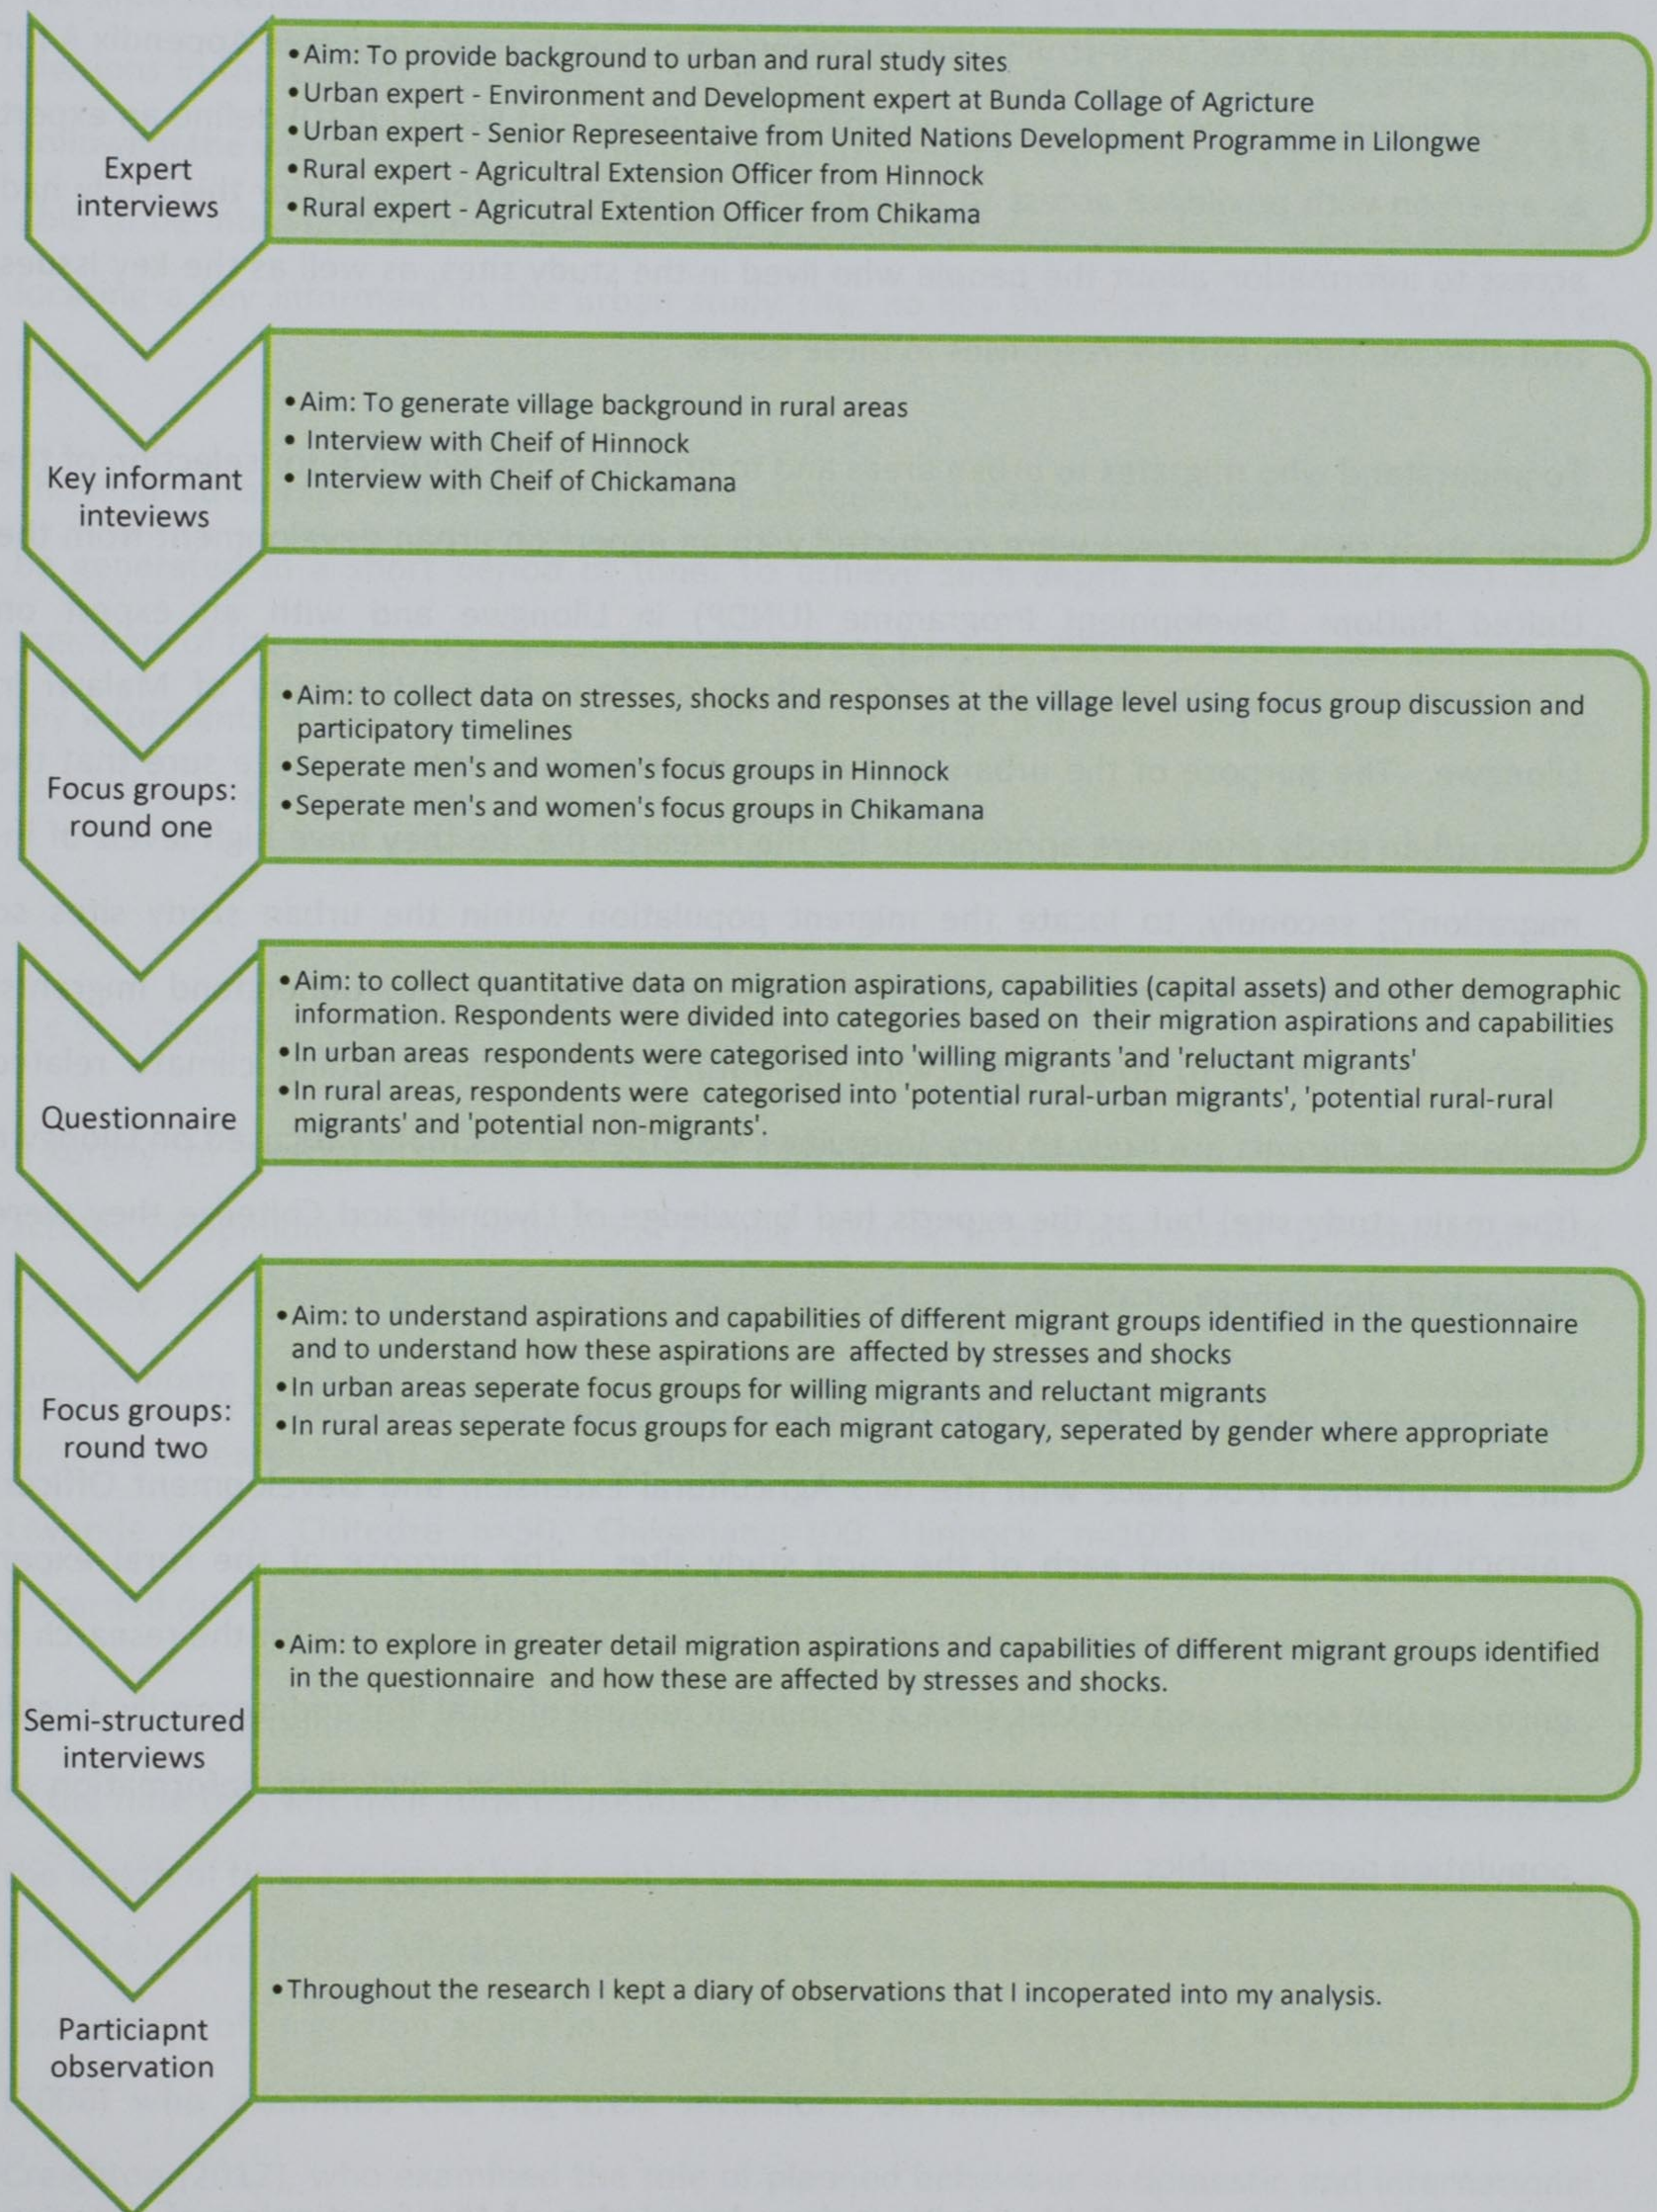 Expert
interviews
•Aim: To provide background to urban and rural study sites
•Urban expert - Environment and Development expert at Bunda Collage of Agricture
•Urban expert - Senior Represeentaive from United Nations Development Programme in Lilongwe
•Rural expert - Agricultral Extension Officer from Hinnock
•Rural expert - Agricutral Extention Officer from Chikama
Key informant
inteviews
•Aim: To generate village background in rural areas
• Interview with Cheif of Hinnock
• Interview with Cheif of Chickamana
Focus groups:
round one
•Aim: to collect data on stresses, shocks and responses at the village level using focus group discussion and
participatory timelines
•Seperate men's and women's focus groups in Hinnock
•Seperate men's and women's focus groups in Chikamana
Questionnaire
•Aim: to collect quantitative data on migration aspirations, capabilities (capital assets) and other demographic
information. Respondents were divided into categories based on their migration aspirations and capabilities
•In urban areas respondents were categorised into 'willing migrants 'and 'reluctant migrants'
•In rural areas, respondents were categorised into 'potential rural-urban migrants', 'potential rural-rural
migrants' and 'potential non-migrants'.
Focus groups:
round two
•Aim: to understand aspirations and capabilities of different migrant groups identified in the questionnaire
and to understand how these aspirations are affected by stresses and shocks
•In urban areas seperate focus groups for willing migrants and reluctant migrants
•In rural areas seperate focus groups for each migrant catogary, seperated by gender where appropriate
Semi-structured
interviews
•Aim: to explore in greater detail migration aspirations and capabilities of different migrant groups identified
in the questionnaire and how these are affected by stresses and shocks.
Particiapnt
observation
•Throughout the research I kept a diary of observations that I incoperated into my analysis.